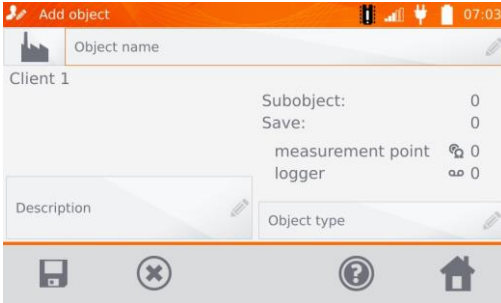 Add object 07:03
Object name
Client 1
Subobject: 0
Save: 0
measurement point 0
logger 0
Description
Object type